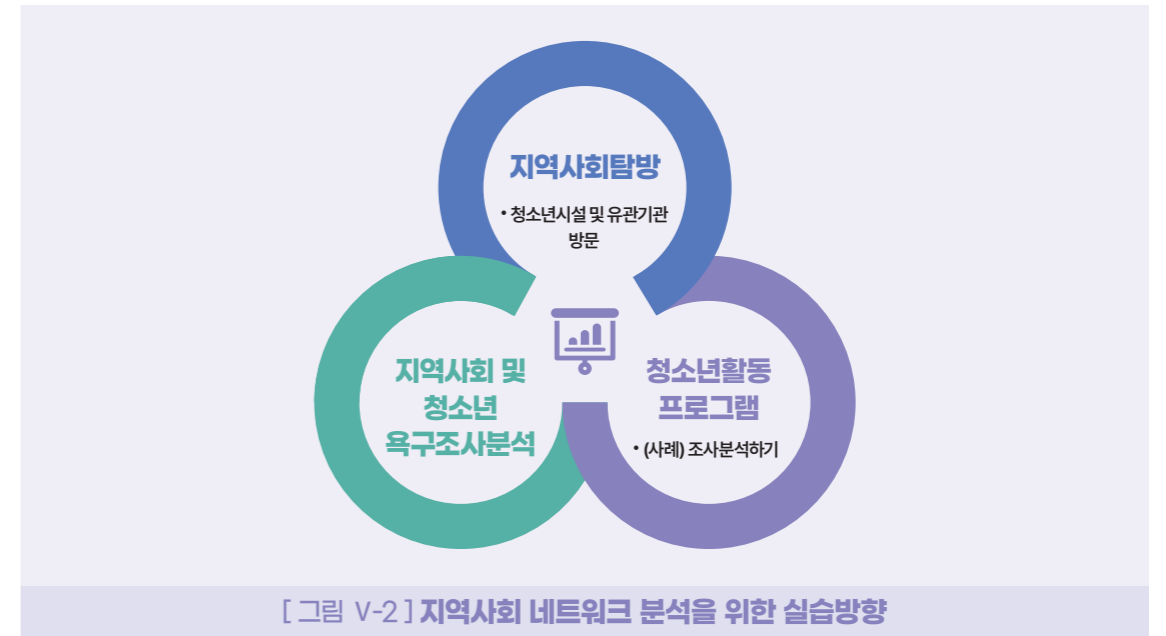 지역사회탐방
• 청소년시설 및 유관기관
방문
지역사회 및
청소년
욕구조사분석
청소년활동
프로그램
• (사례) 조사분석하기
[ 그림 V-2 ] 지역사회 네트워크 분석을 위한 실습방향